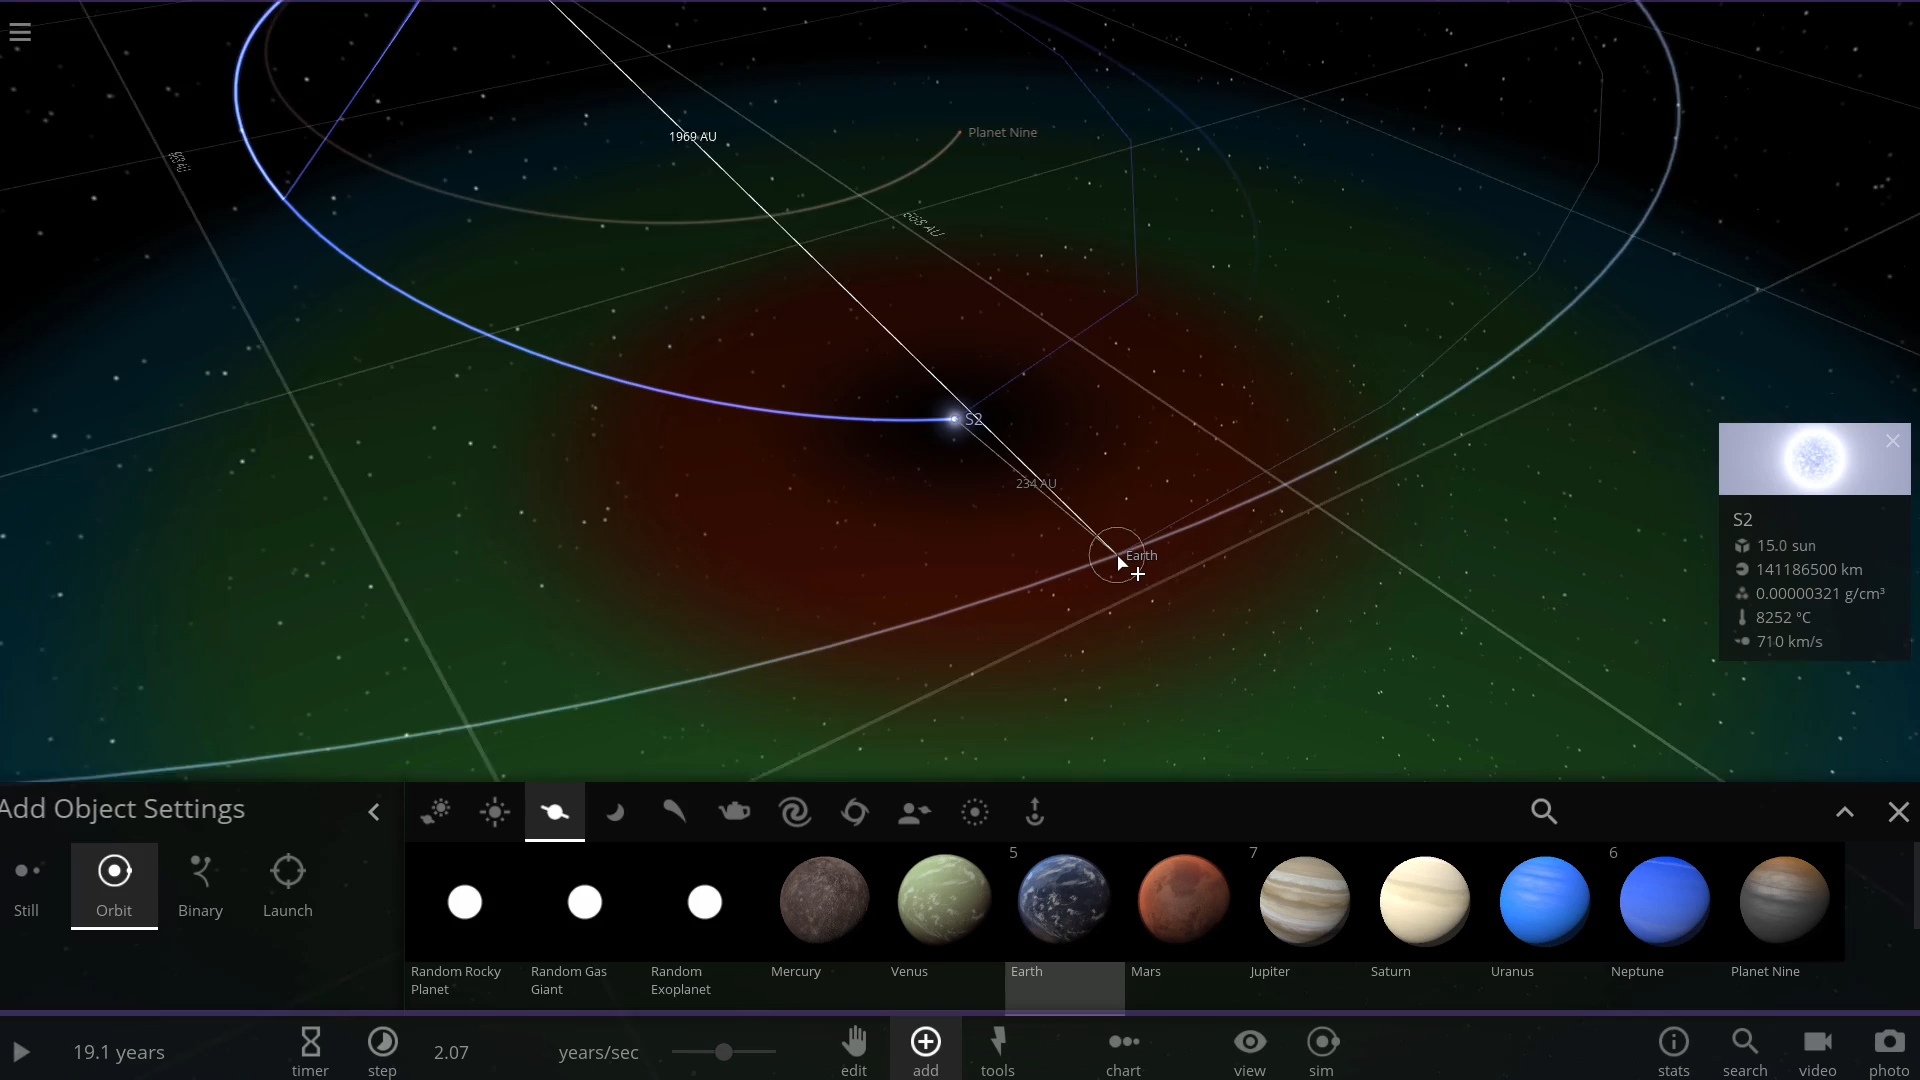 1969 AU
Planet Nine
668 AU
S2
234 AU
Earth
S2
15.0 sun
141186500 km
0.00000321 g/cm³
8252 °C
710 km/s
Add Object Settings
Still
Orbit
Binary
Launch
5
7
6
Random Rocky
Planet
Random Gas
Giant
Random
Exoplanet
Mercury
Venus
Earth
Mars
Jupiter
Saturn
Uranus
Neptune
Planet Nine
19.1 years
timer
step
2.07
years/sec
edit
add
tools
chart
view
sim
stats
search
video
photo